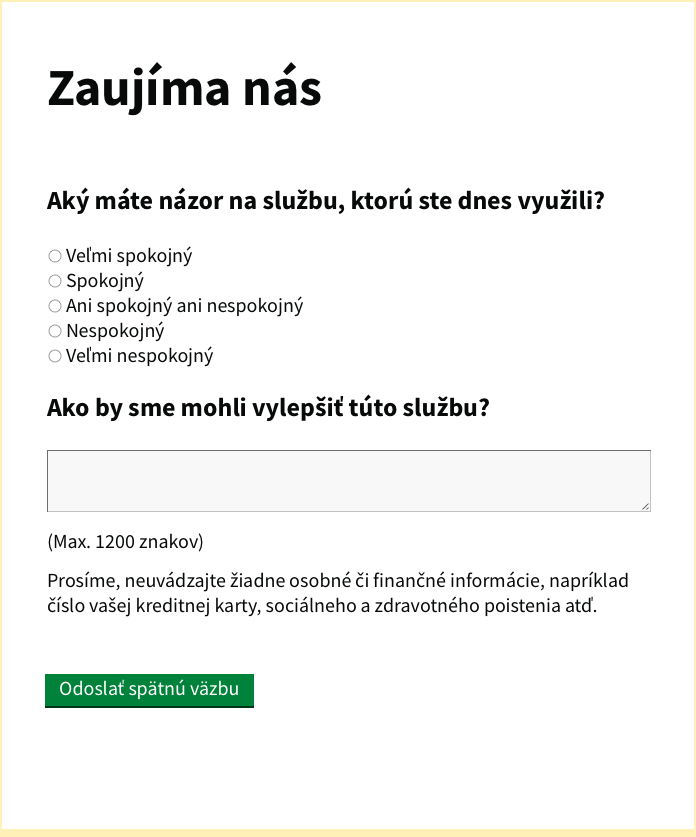 Zaujíma nás
Aký máte názor na službu, ktorú ste dnes využili?
Veľmi spokojný
Spokojný
Ani spokojný ani nespokojný
Nespokojný
Veľmi nespokojný
Ako by sme mohli vylepšiť túto službu?
(Max. 1200 znakov)
Prosíme, neuvádzajte žiadne osobné či finančné informácie, napríklad
číslo vašej kreditnej karty, sociálneho a zdravotného poistenia atď.
Odoslať spätnú väzbu